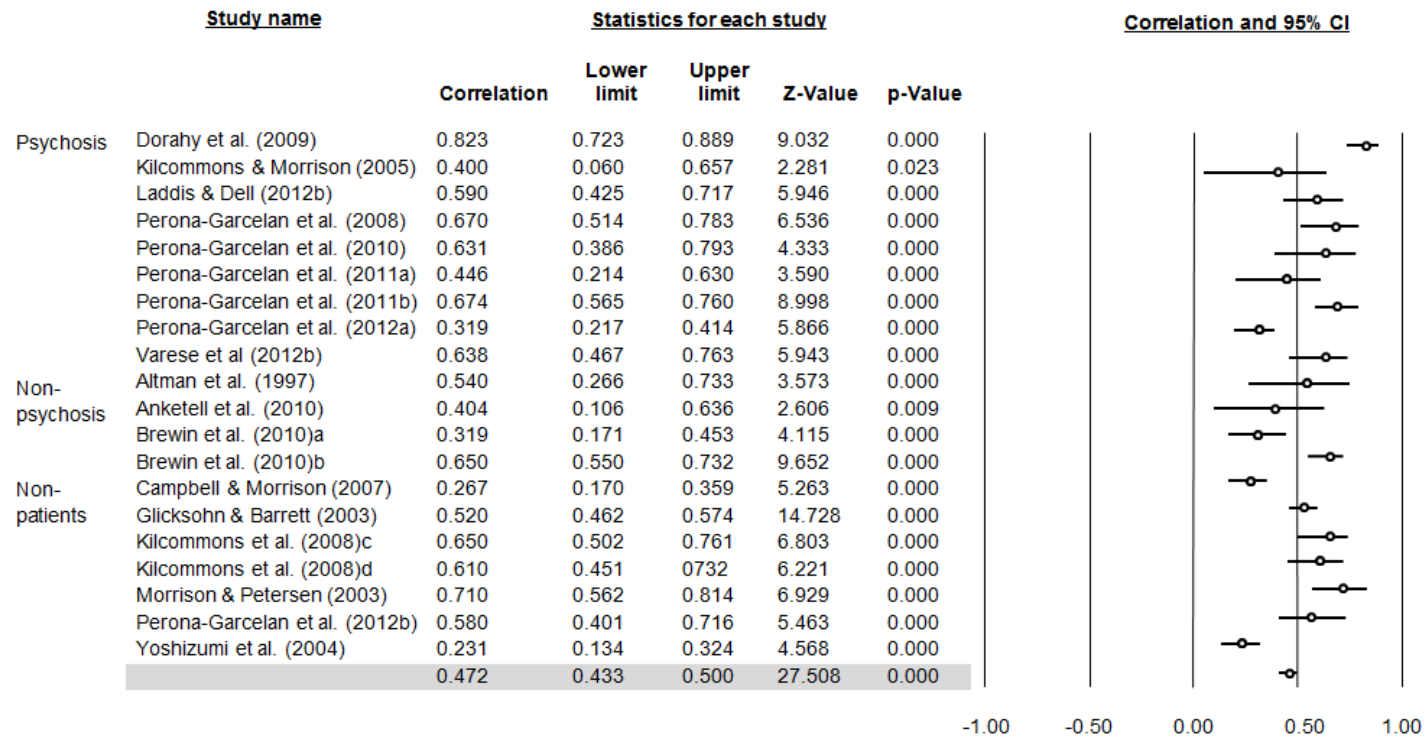 Study name Statistics for each study Correlation and 95% CI
Correlation Lower limit Upper limit Z-Value p-Value
Psychosis Dorahy et al. (2009) 0.823 0.723 0.889 9.032 0.000
Kilcommons & Morrison (2005) 0.400 0.060 0.657 2.281 0.023
Laddis & Dell (2012b) 0.590 0.425 0.717 5.946 0.000
Perona-Garcelan et al. (2008) 0.670 0.514 0.783 6.536 0.000
Perona-Garcelan et al. (2010) 0.631 0.386 0.793 4.333 0.000
Perona-Garcelan et al. (2011a) 0.446 0.214 0.630 3.590 0.000
Perona-Garcelan et al. (2011b) 0.674 0.565 0.760 8.998 0.000
Perona-Garcelan et al. (2012a) 0.319 0.217 0.414 5.866 0.000
Varese et al (2012b) 0.638 0.467 0.763 5.943 0.000
Non-psychosis Altman et al. (1997) 0.540 0.266 0.733 3.573 0.000
Anketell et al. (2010) 0.404 0.106 0.636 2.606 0.009
Brewin et al. (2010)a 0.319 0.171 0.453 4.115 0.000
Brewin et al. (2010)b 0.650 0.550 0.732 9.652 0.000
Non-patients Campbell & Morrison (2007) 0.267 0.170 0.359 5.263 0.000
Glicksohn & Barrett (2003) 0.520 0.462 0.574 14.728 0.000
Kilcommons et al. (2008)c 0.650 0.502 0.761 6.803 0.000
Kilcommons et al. (2008)d 0.610 0.451 0732 6.221 0.000
Morrison & Petersen (2003) 0.710 0.562 0.814 6.929 0.000
Perona-Garcelan et al. (2012b) 0.580 0.401 0.716 5.463 0.000
Yoshizumi et al. (2004) 0.231 0.134 0.324 4.568 0.000
0.472 0.433 0.500 27.508 0.000
-1.00 -0.50 0.00 0.50 1.00